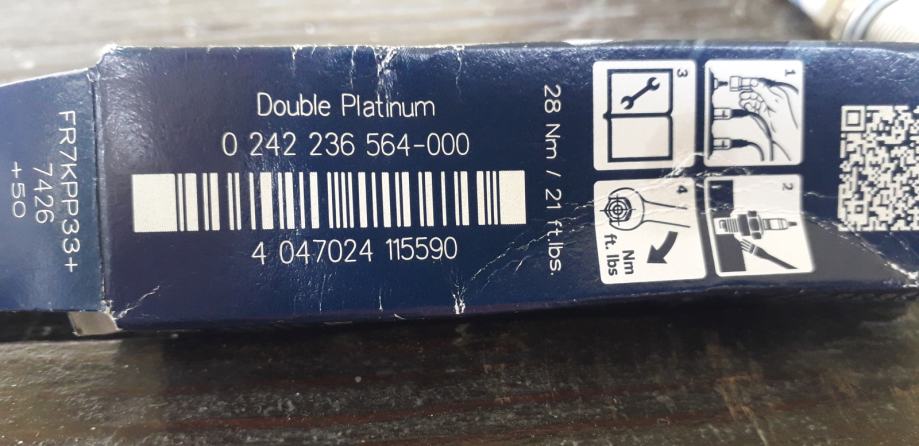 FR7KPP33+
7426
+50
Double Platinum
0 242 236 564-000
4 047024 115590
28 Nm / 21 ft.lbs.
1
2
3
4
Nm
ft. lbs